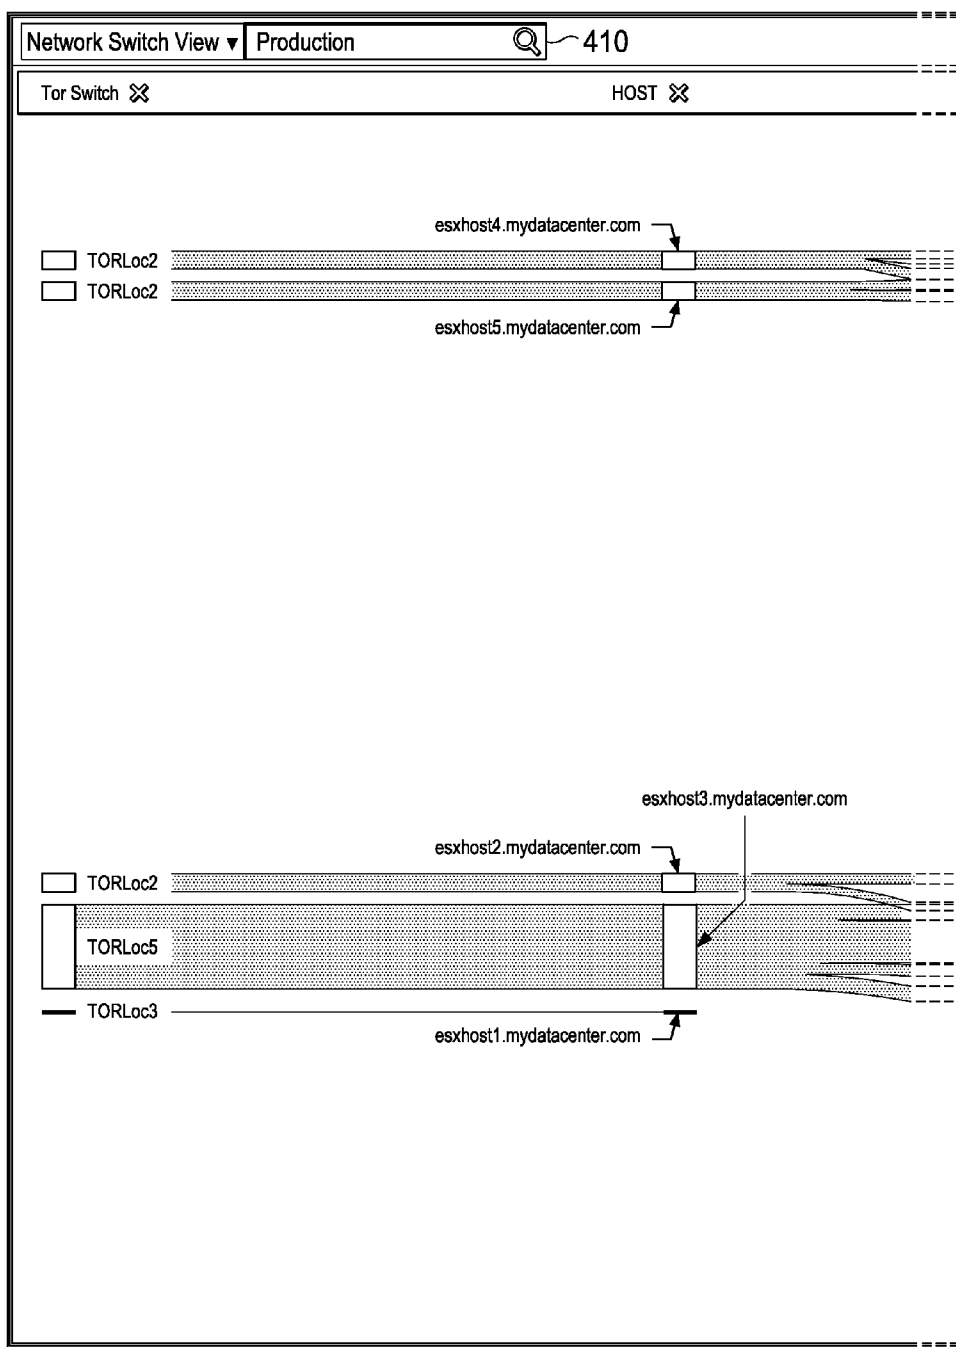 Network Switch View ▾ Production 410
Tor Switch HOST
esxhost4.mydatacenter.com
TORLoc2
TORLoc2
esxhost5.mydatacenter.com
esxhost3.mydatacenter.com
esxhost2.mydatacenter.com
TORLoc2
TORLoc5
TORLoc3
esxhost1.mydatacenter.com